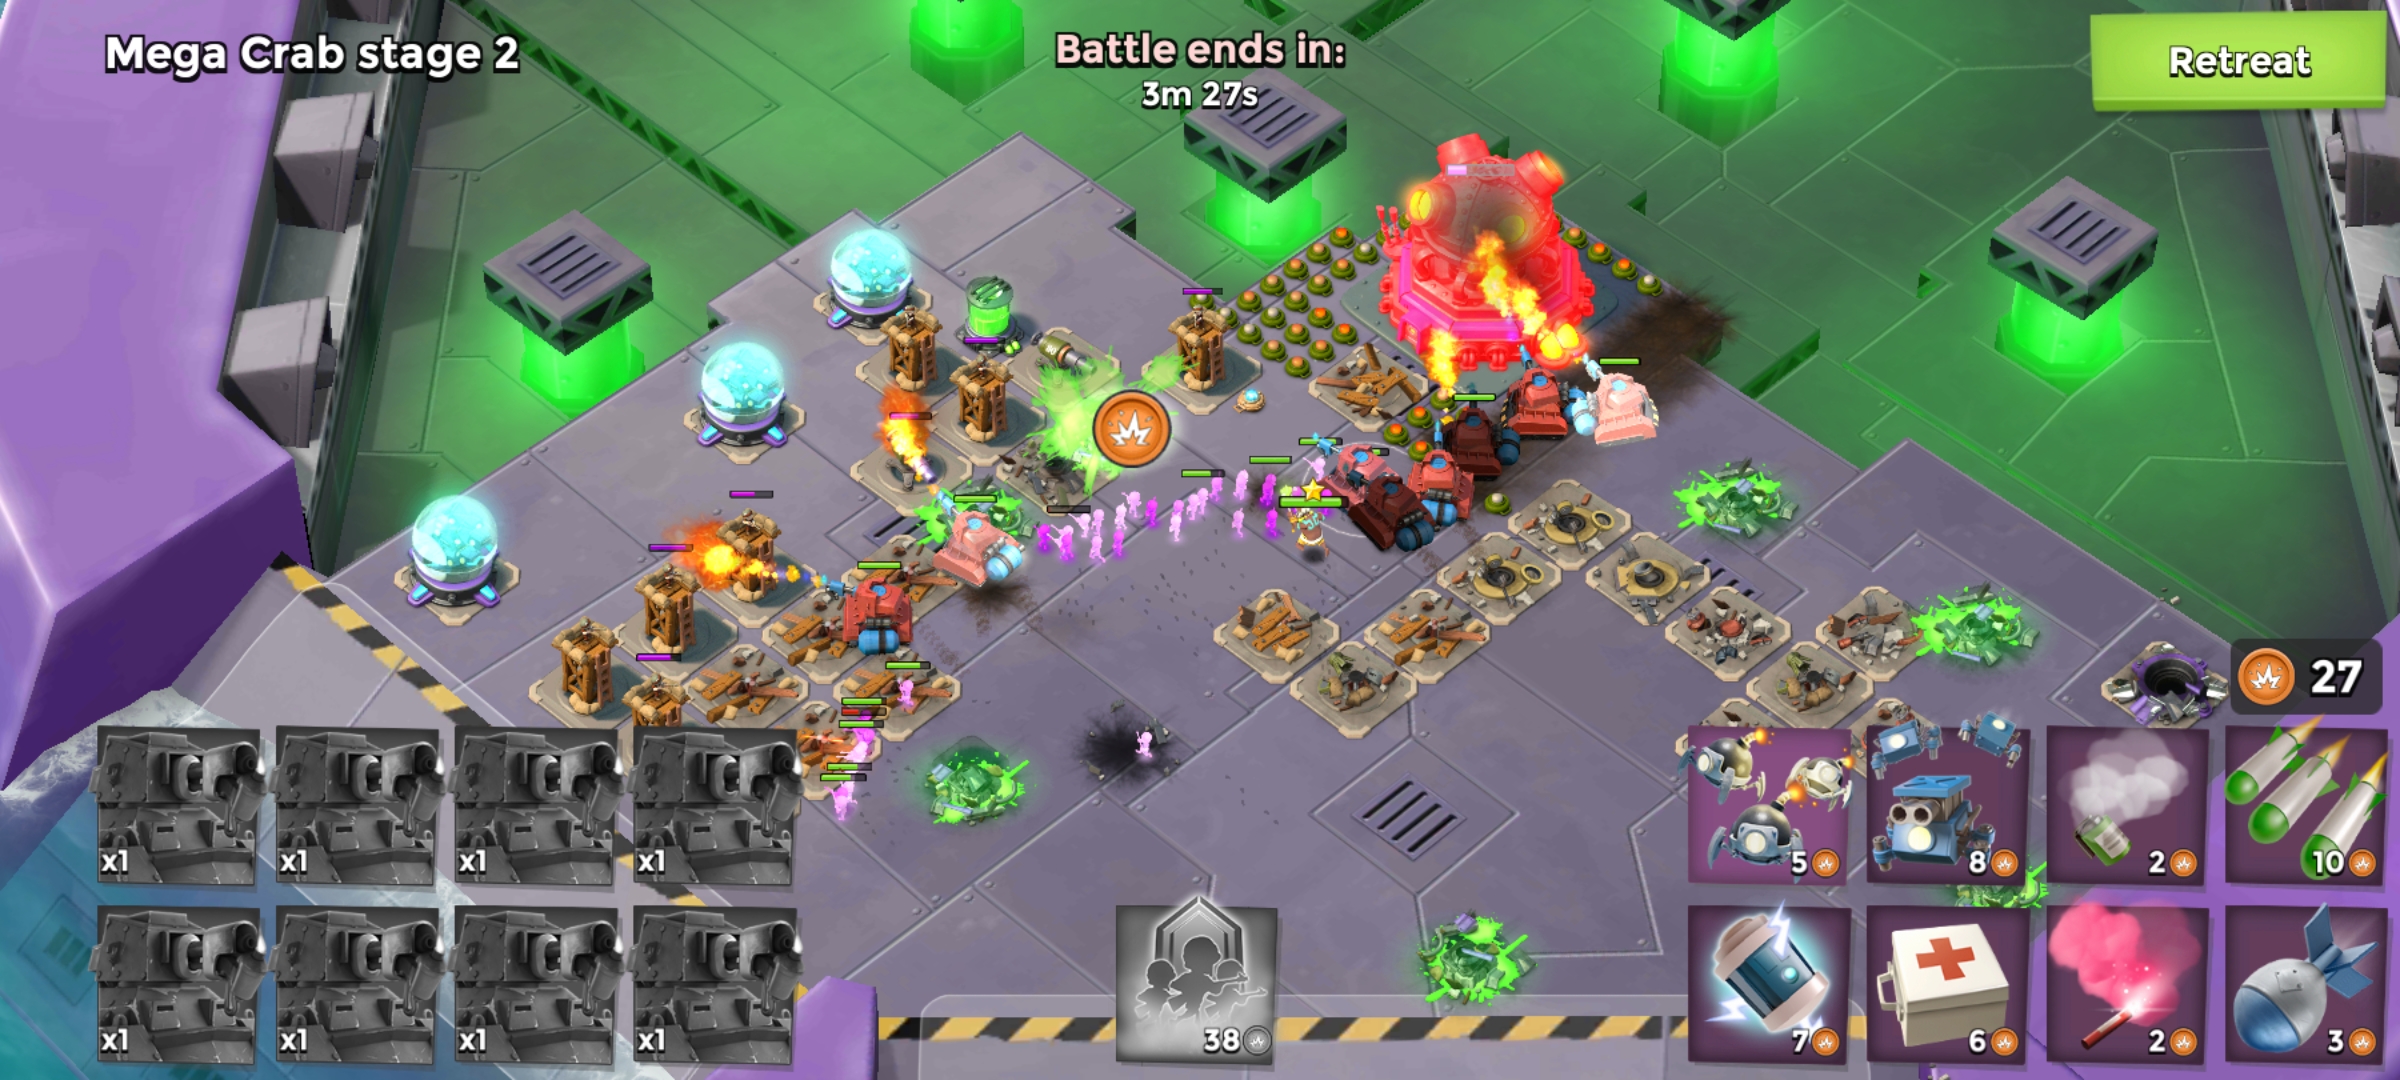 Mega Crab stage 2
Battle ends in:
3m 27s
Retreat
27
x1
x1
x1
x1
5
8
2
10
x1
x1
x1
x1
38
7
6
2
3